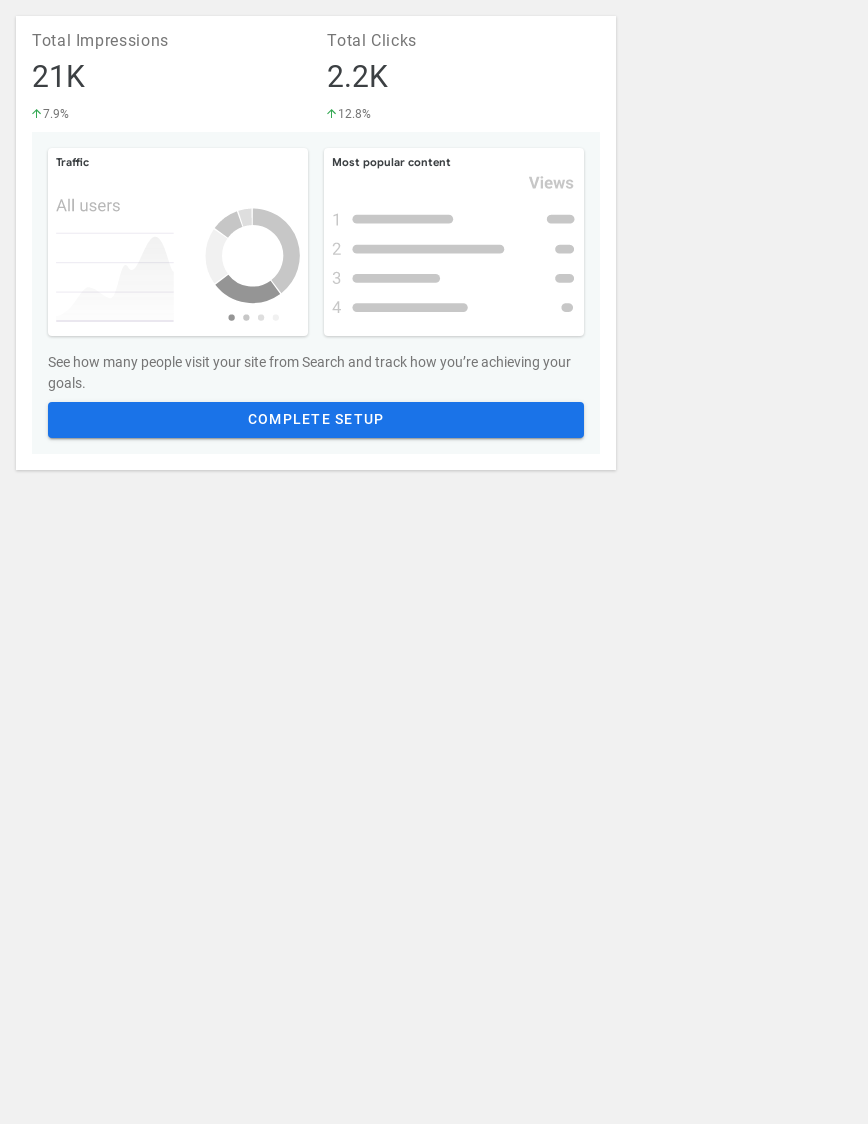 Total Impressions
21K
7.9%
Total Clicks
2.2K
12.8%
Traffic
All users
Most popular content
Views
1
2
3
4
See how many people visit your site from Search and track how you’re achieving your
goals.
COMPLETE SETUP